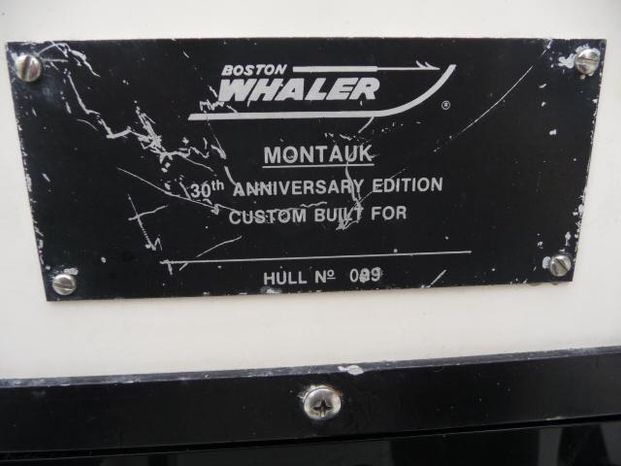 BOSTON
WHALER ®
MONTAUK
30th ANNIVERSARY EDITION
CUSTOM BUILT FOR
HULL Nº